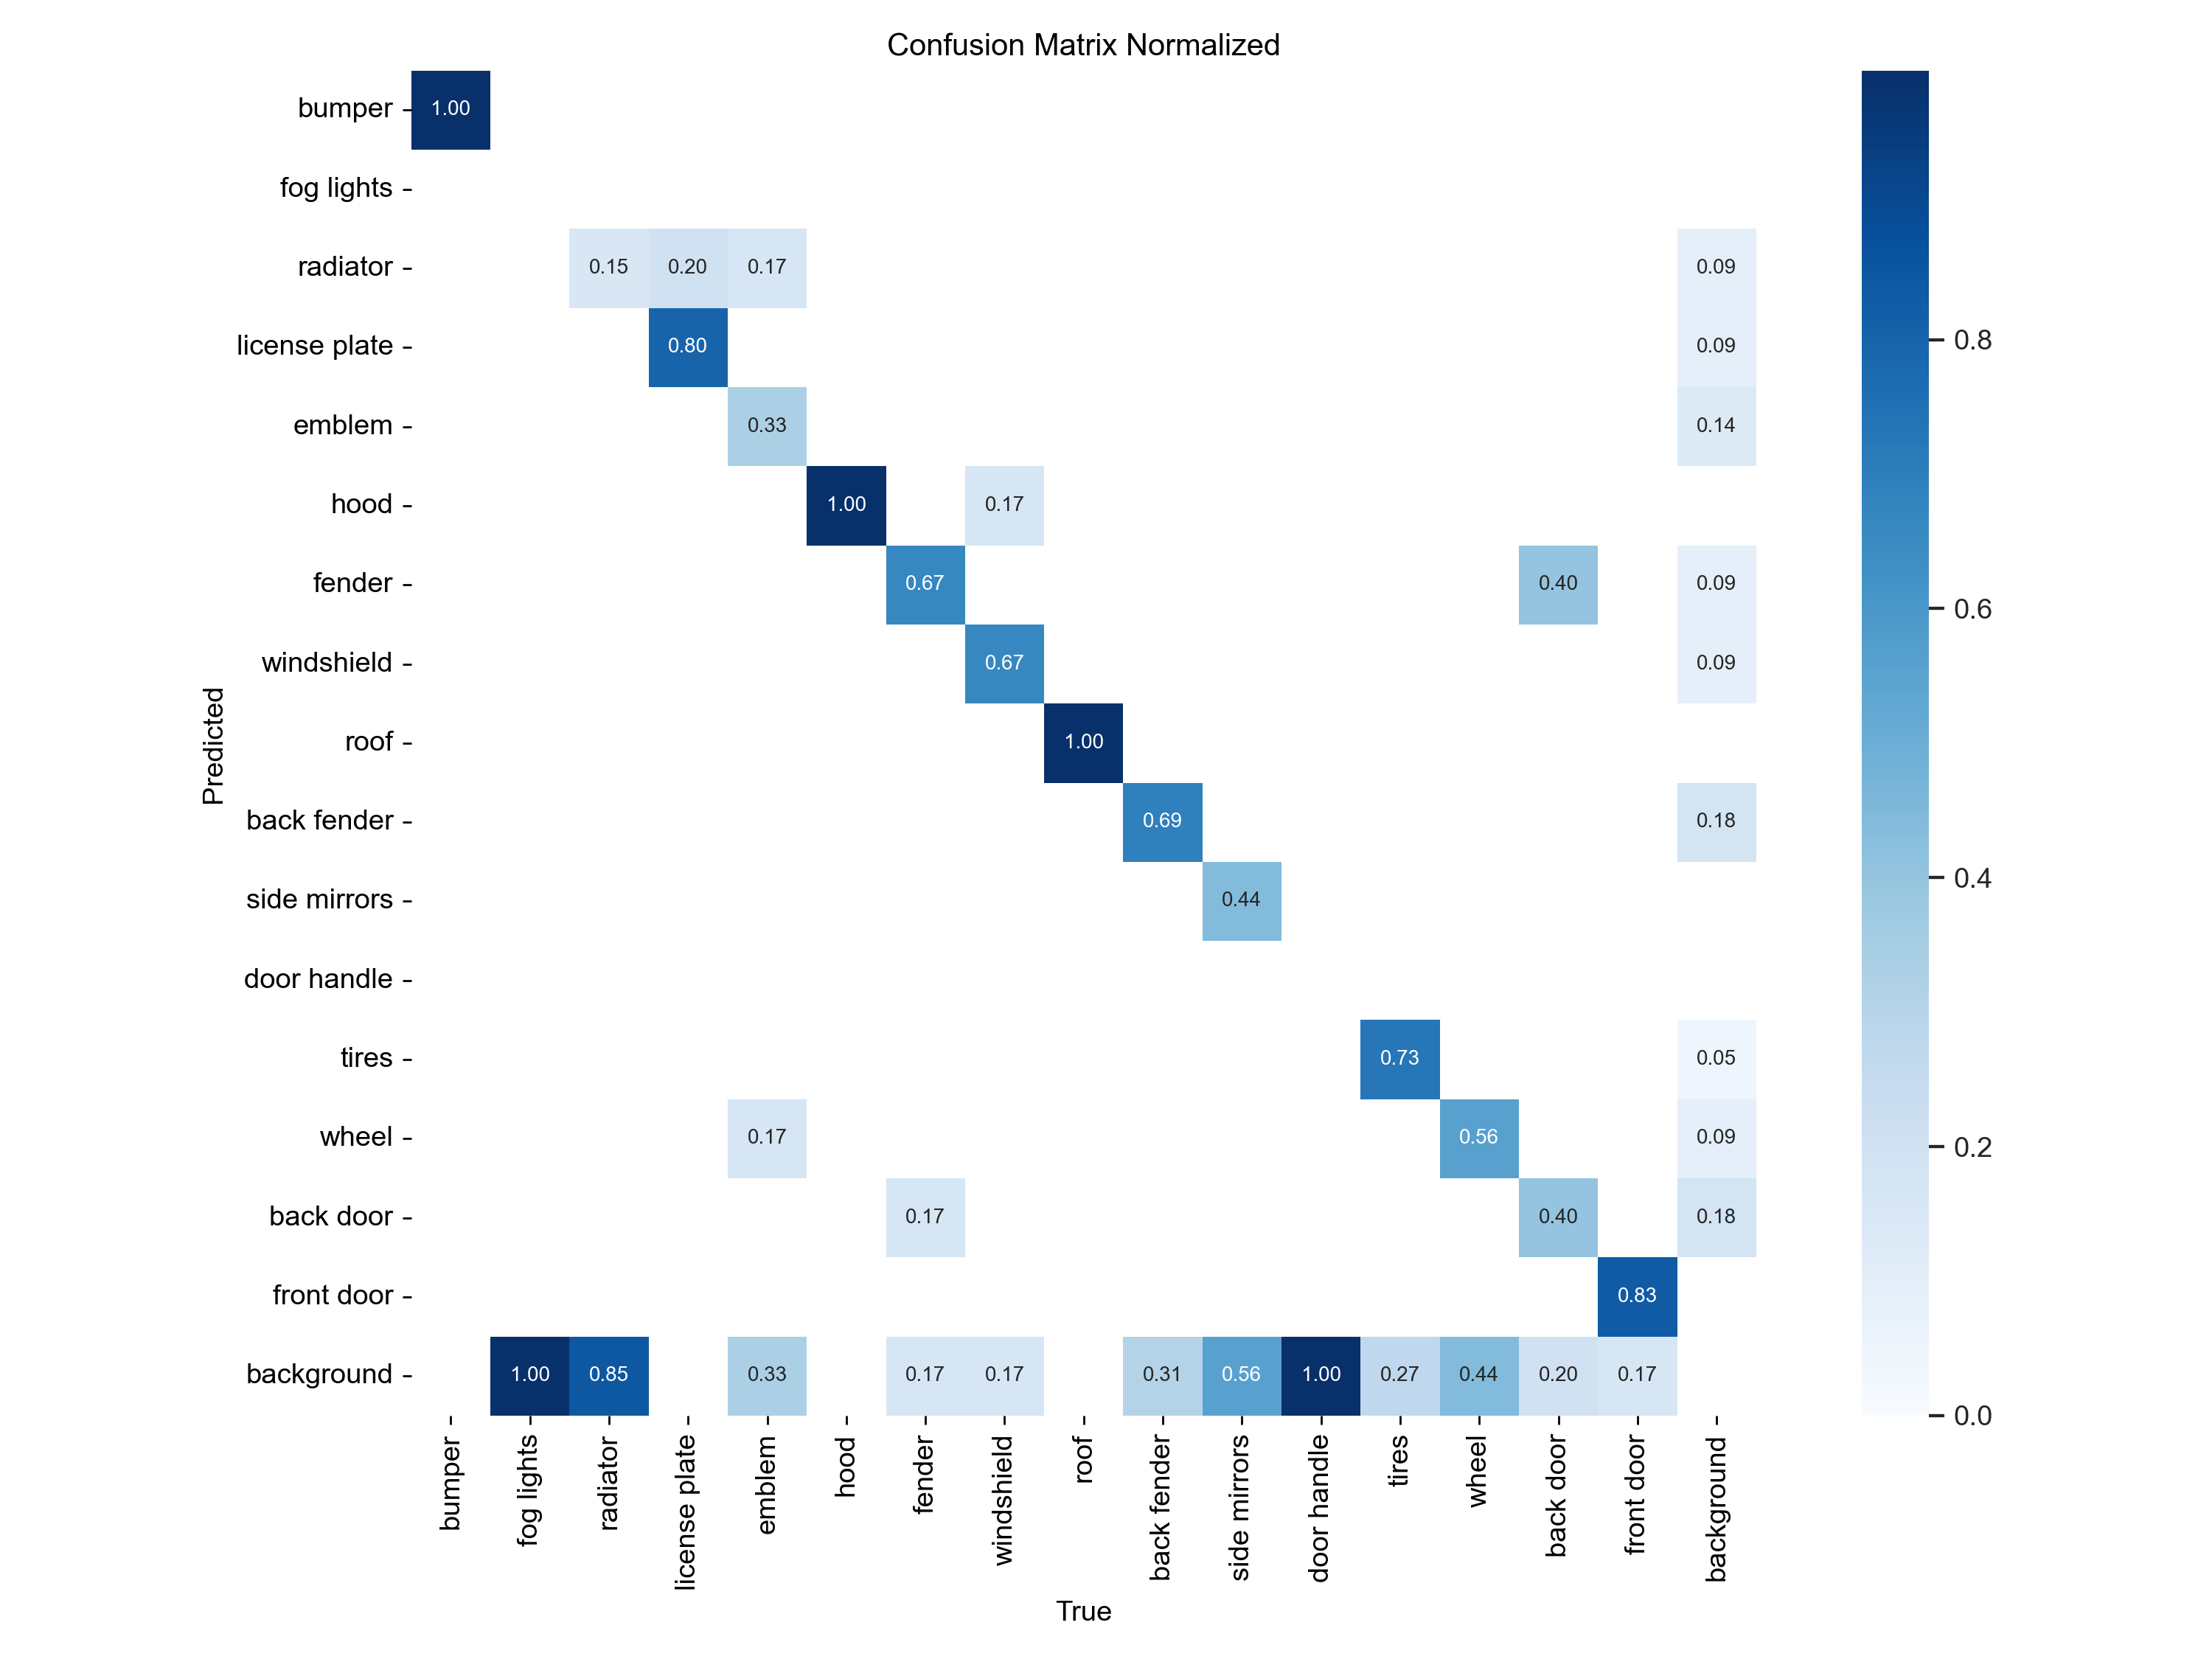 Confusion Matrix Normalized
bumper 1.00
fog lights
radiator 0.15 0.20 0.17 0.09
license plate 0.80 0.09
emblem 0.33 0.14
hood 1.00 0.17
fender 0.67 0.40 0.09
windshield 0.67 0.09
roof 1.00
back fender 0.69 0.18
side mirrors 0.44
door handle
tires 0.73 0.05
wheel 0.17 0.56 0.09
back door 0.17 0.40 0.18
front door 0.83
background 1.00 0.85 0.33 0.17 0.17 0.31 0.56 1.00 0.27 0.44 0.20 0.17
Predicted
bumper
fog lights
radiator
license plate
emblem
hood
fender
windshield
roof
back fender
side mirrors
door handle
tires
wheel
back door
front door
background
True
0.8
0.6
0.4
0.2
0.0